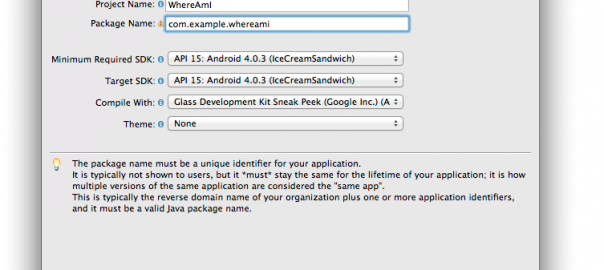 Project Name: WhereAmI
Package Name: com.example.whereami
Minimum Required SDK: API 15: Android 4.0.3 (IceCreamSandwich)
Target SDK: API 15: Android 4.0.3 (IceCreamSandwich)
Compile With: Glass Development Kit Sneak Peek (Google Inc.) (A
Theme: None
The package name must be a unique identifier for your application.
It is typically not shown to users, but it *must* stay the same for the lifetime of your application; it is how
multiple versions of the same application are considered the "same app".
This is typically the reverse domain name of your organization plus one or more application identifiers,
and it must be a valid Java package name.